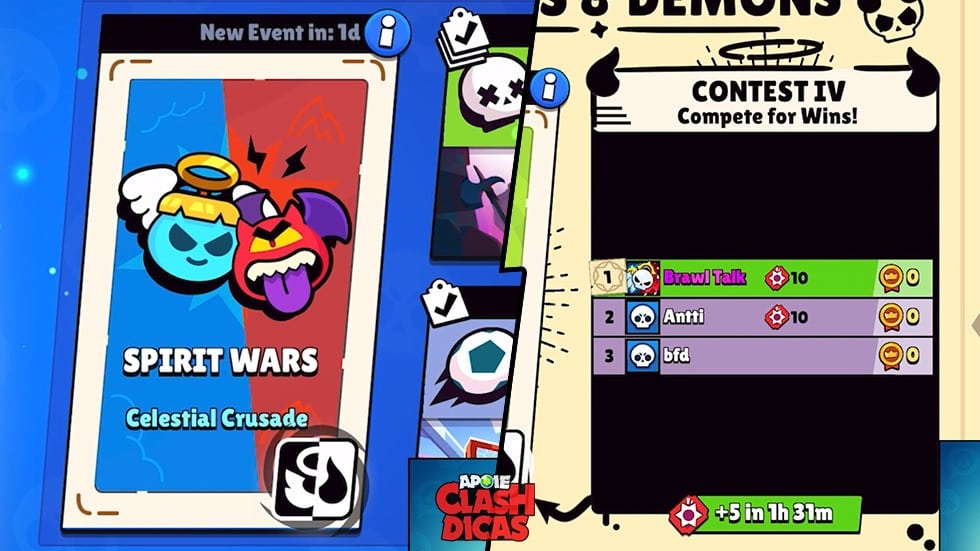 New Event in: 1d
i
SPIRIT WARS
Celestial Crusade
S & DEMONS
i
CONTEST IV
Compete for Wins!
1 Brawl Talk 10 0
2 Antti 10 0
3 bfd 0
+5 in 1h 31m
APOIE
CLASH
DICAS